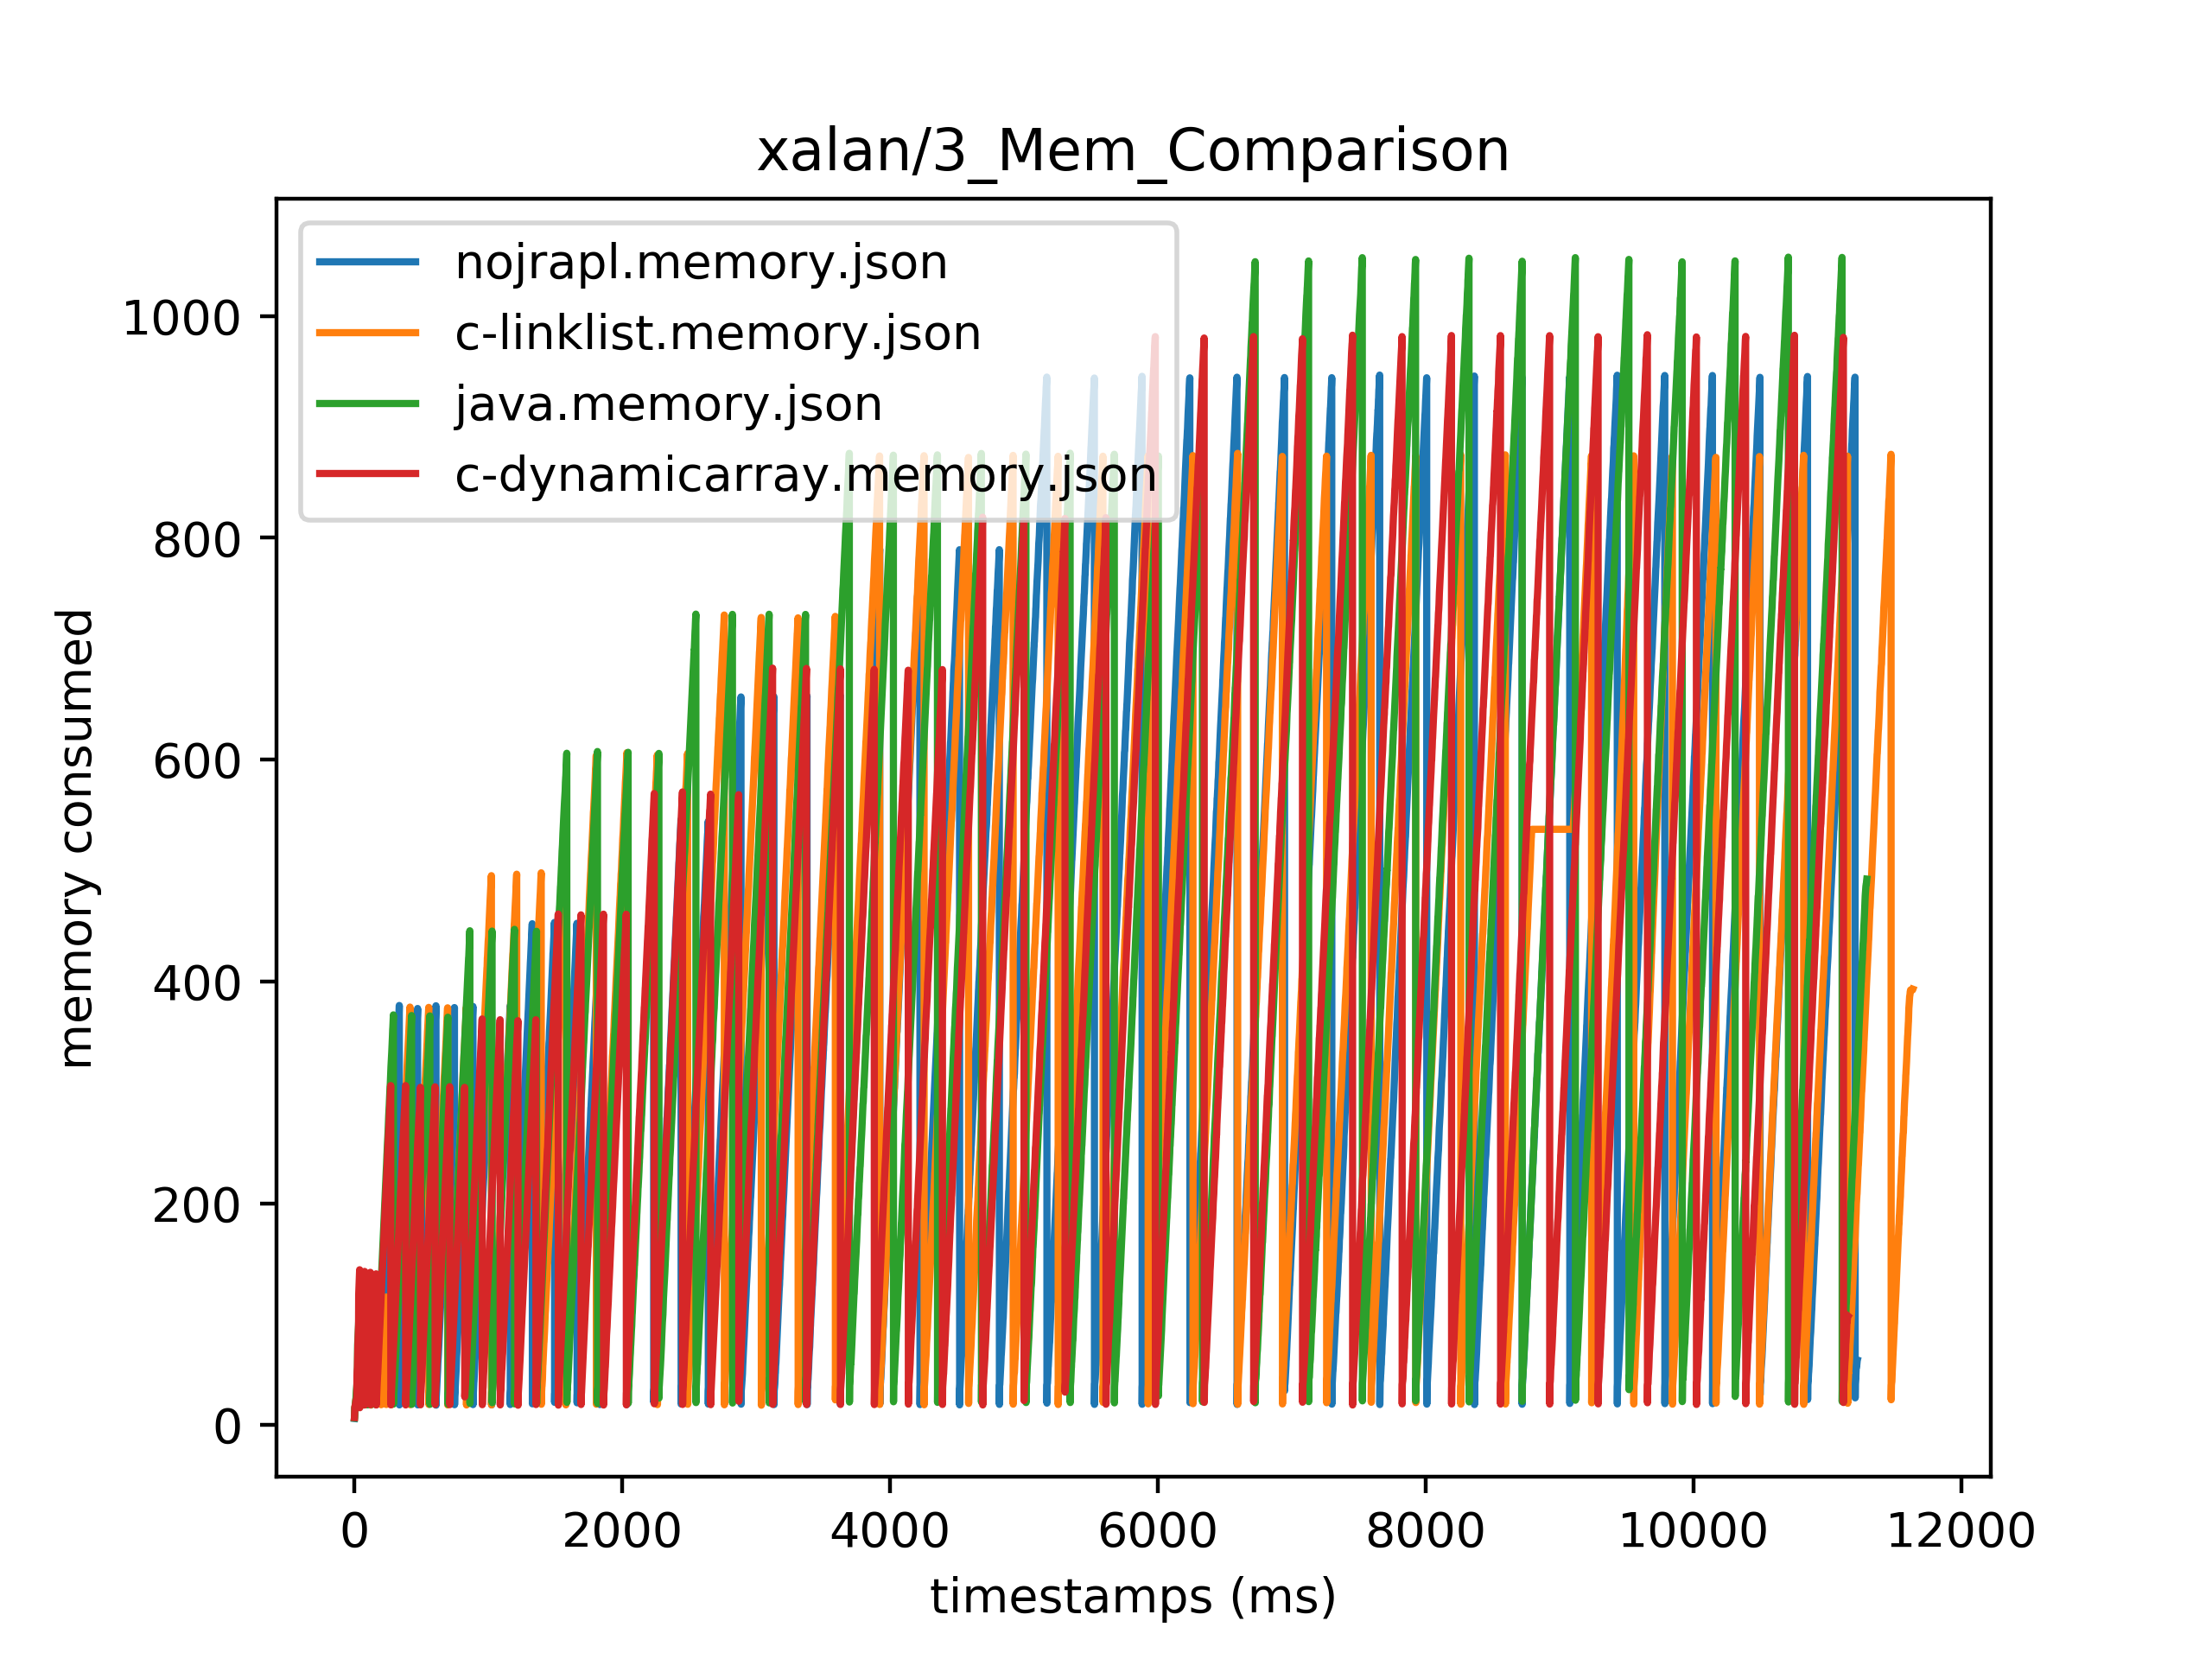 xalan/3_Mem_Comparison
nojrapl.memory.json
c-linklist.memory.json
java.memory.json
c-dynamicarray.memory.json
memory consumed
1000
800
600
400
200
0
0 2000 4000 6000 8000 10000 12000
timestamps (ms)